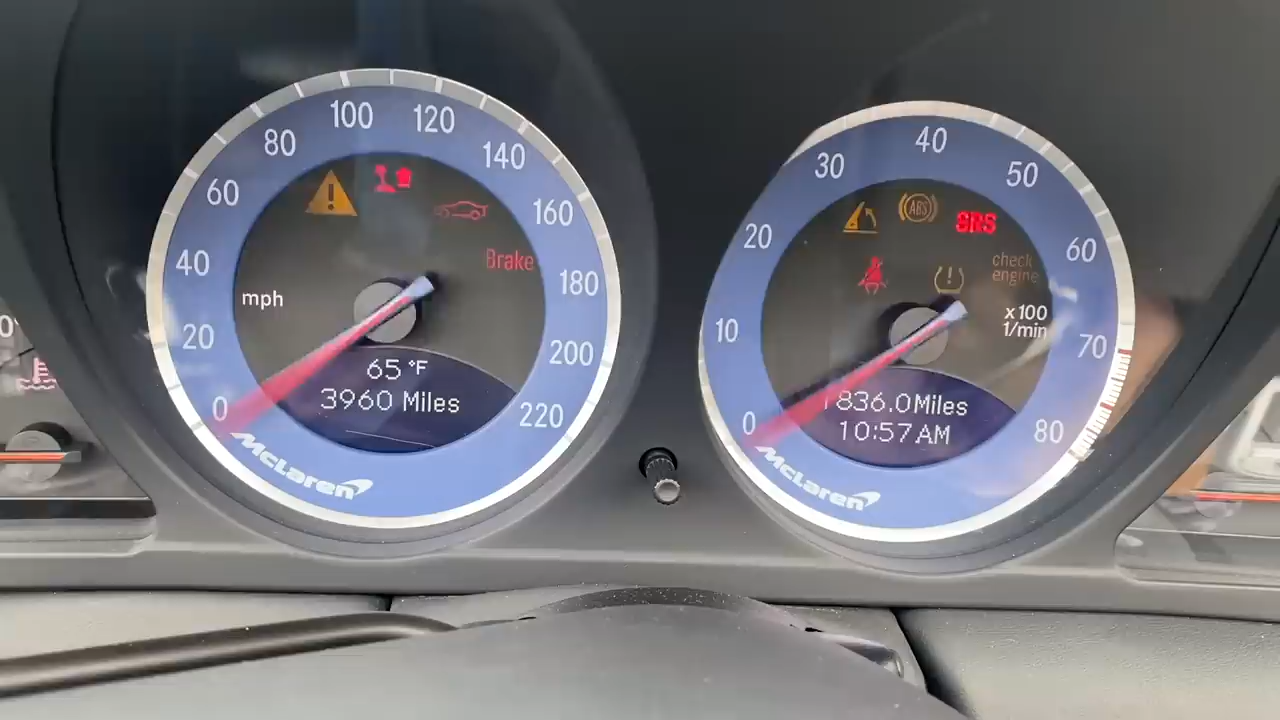 0
20
40
60
80
100
120
140
160
180
200
220
mph
Brake
65 °F
3960 Miles
McLaren
0
10
20
30
40
50
60
70
80
ABS
SRS
check
engine
x100
1/min
836.0Miles
10:57AM
McLaren